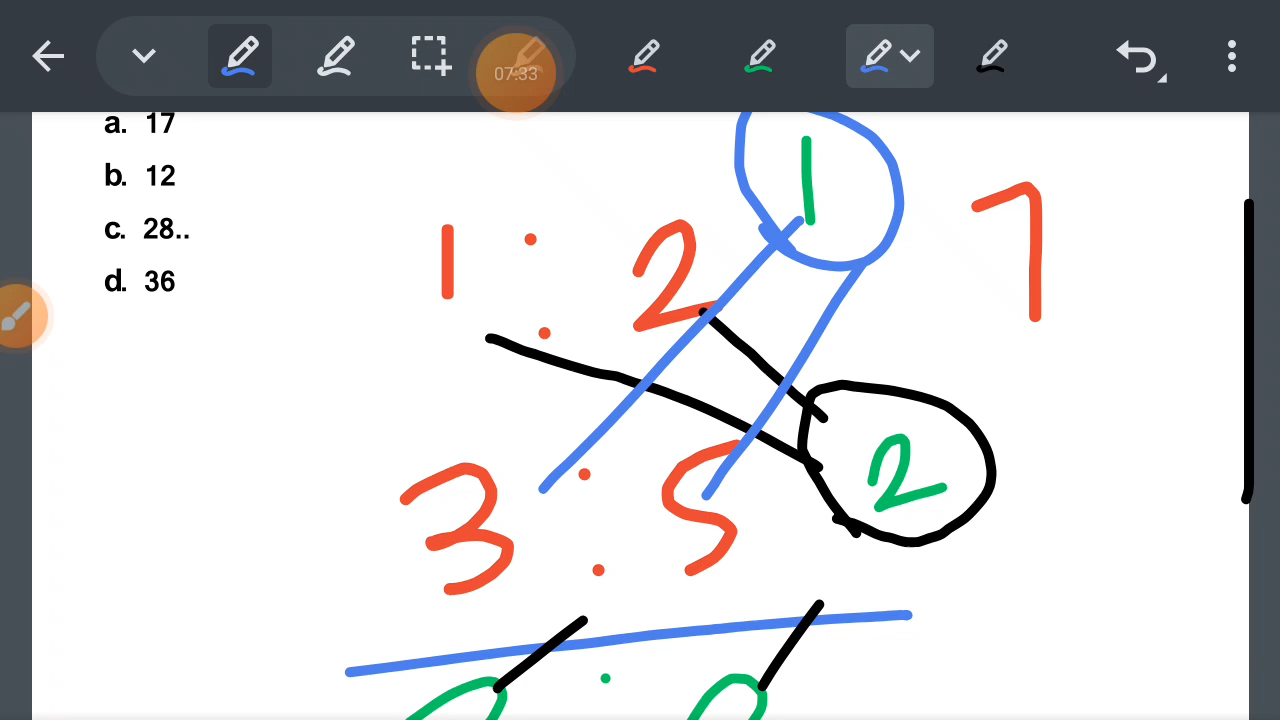 07:33
a. 17
b. 12
c. 28..
d. 36
1 : 2 1 7
3 : 5 2